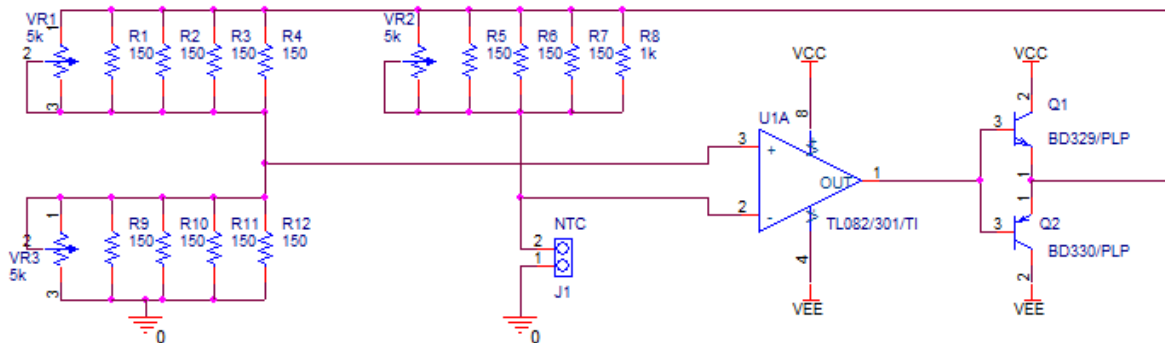 VR1
5k
1
2
3
R1
150
R2
150
R3
150
R4
150
VR2
5k
R5
150
R6
150
R7
150
R8
1k
VCC
8
U1A
3
+
2
-
OUT
1
TL082/301/TI
4
VEE
VCC
2
Q1
3
BD329/PLP
1
1
3
Q2
BD330/PLP
2
VEE
1
2
VR3
5k
3
R9
150
R10
150
R11
150
R12
150
0
NTC
2
1
J1
0